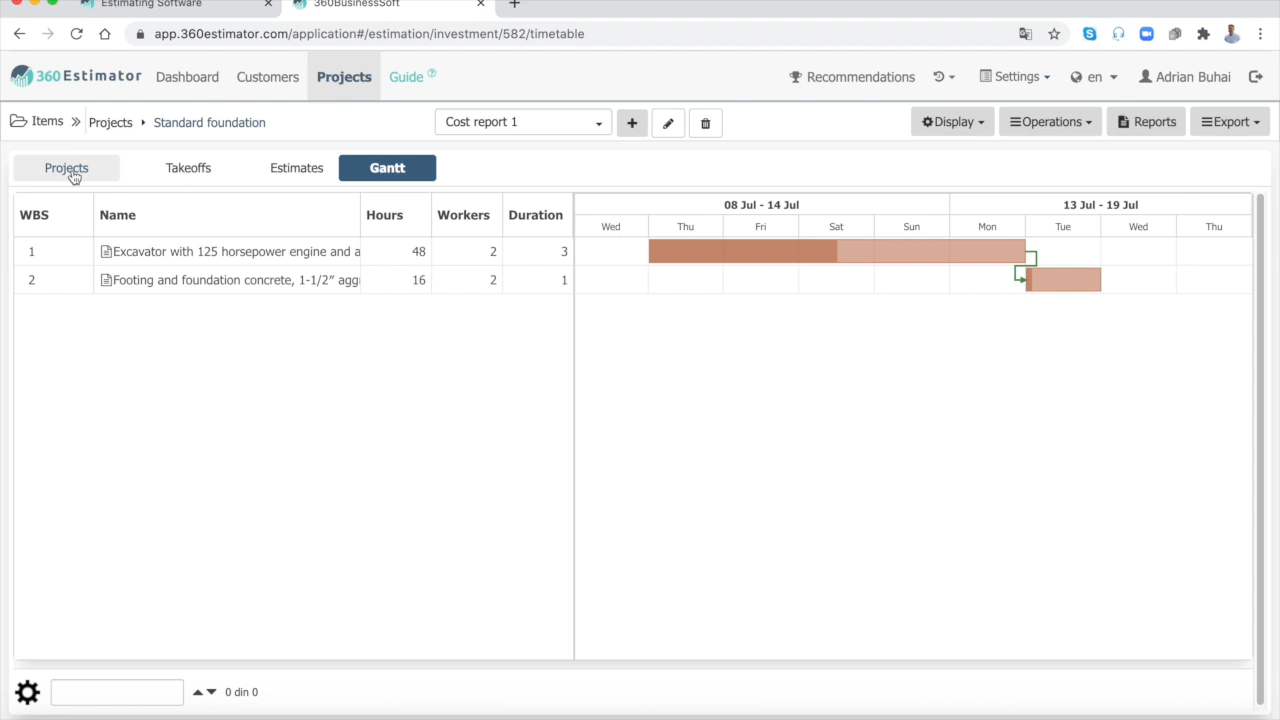 Estimating Software
360BusinessSoft
app.360estimator.com/application#/estimation/investment/582/timetable
360Estimator Dashboard Customers Projects Guide Recommendations Settings en Adrian Buhai
Items Projects Standard foundation Cost report 1 Display Operations Reports Export
Projects Takeoffs Estimates Gantt
WBS Name Hours Workers Duration 08 Jul - 14 Jul 13 Jul - 19 Jul
Wed Thu Fri Sat Sun Mon Tue Wed Thu
1 Excavator with 125 horsepower engine and a 48 2 3
2 Footing and foundation concrete, 1-1/2" aggr 16 2 1
0 din 0